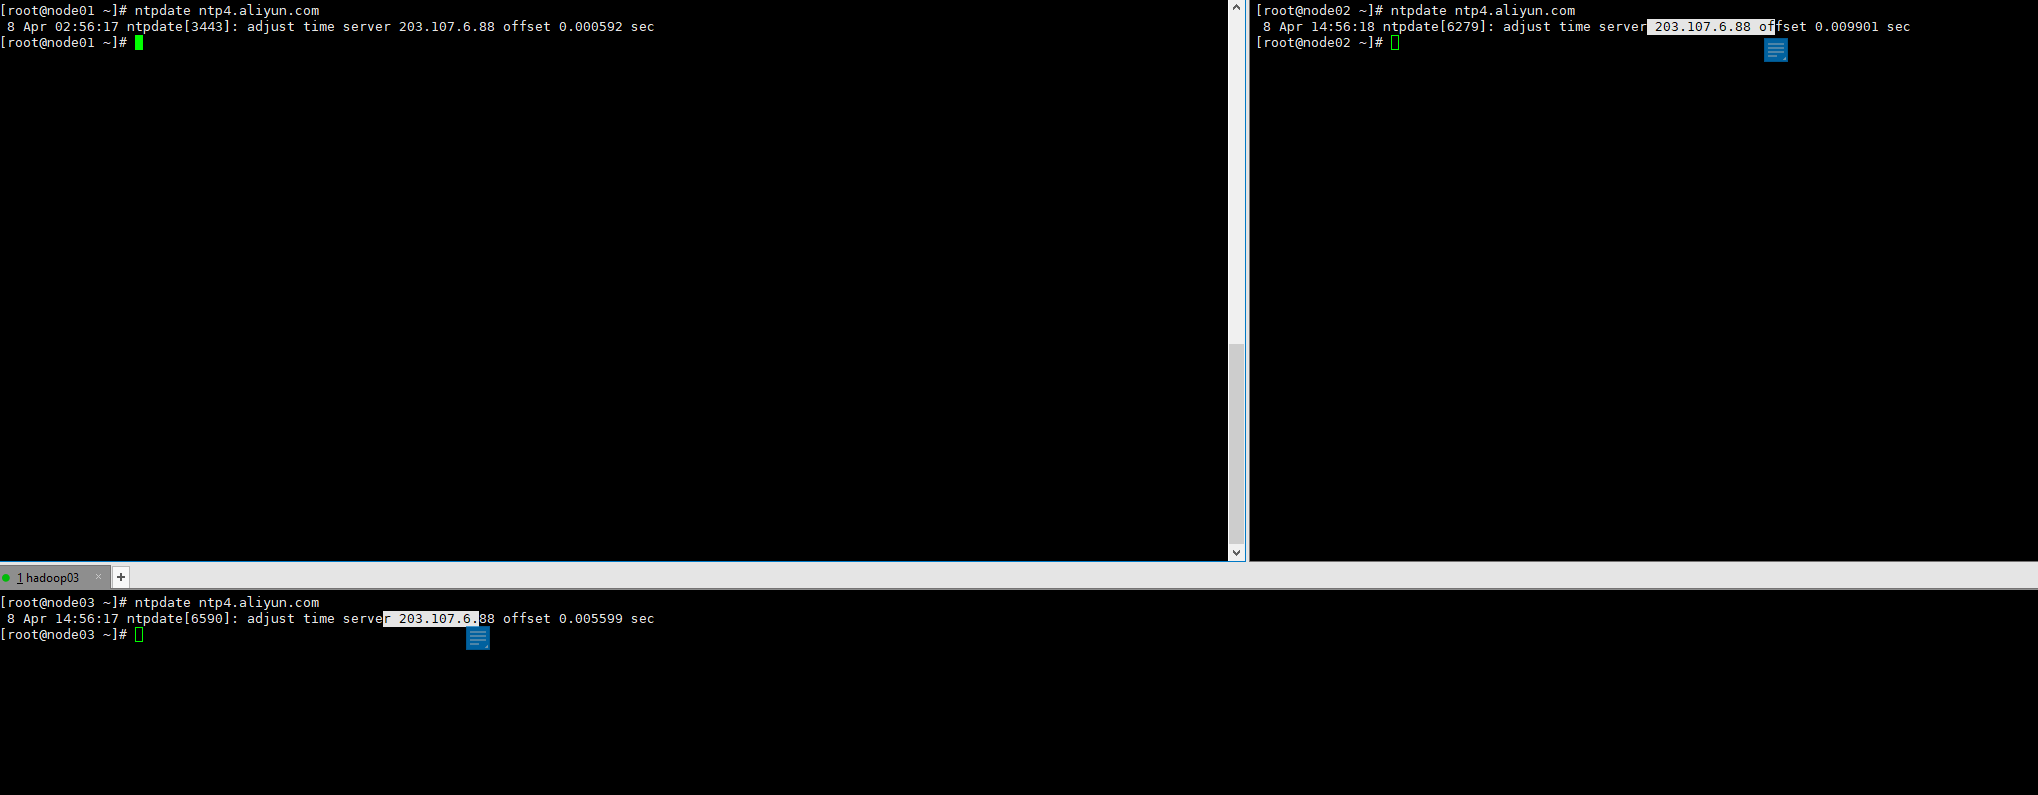 [root@node01 ~]# ntpdate ntp4.aliyun.com
8 Apr 02:56:17 ntpdate[3443]: adjust time server 203.107.6.88 offset 0.000592 sec
[root@node01 ~]#
[root@node02 ~]# ntpdate ntp4.aliyun.com
8 Apr 14:56:18 ntpdate[6279]: adjust time server 203.107.6.88 offset 0.009901 sec
[root@node02 ~]#
1 hadoop03 × +
[root@node03 ~]# ntpdate ntp4.aliyun.com
8 Apr 14:56:17 ntpdate[6590]: adjust time server 203.107.6.88 offset 0.005599 sec
[root@node03 ~]#